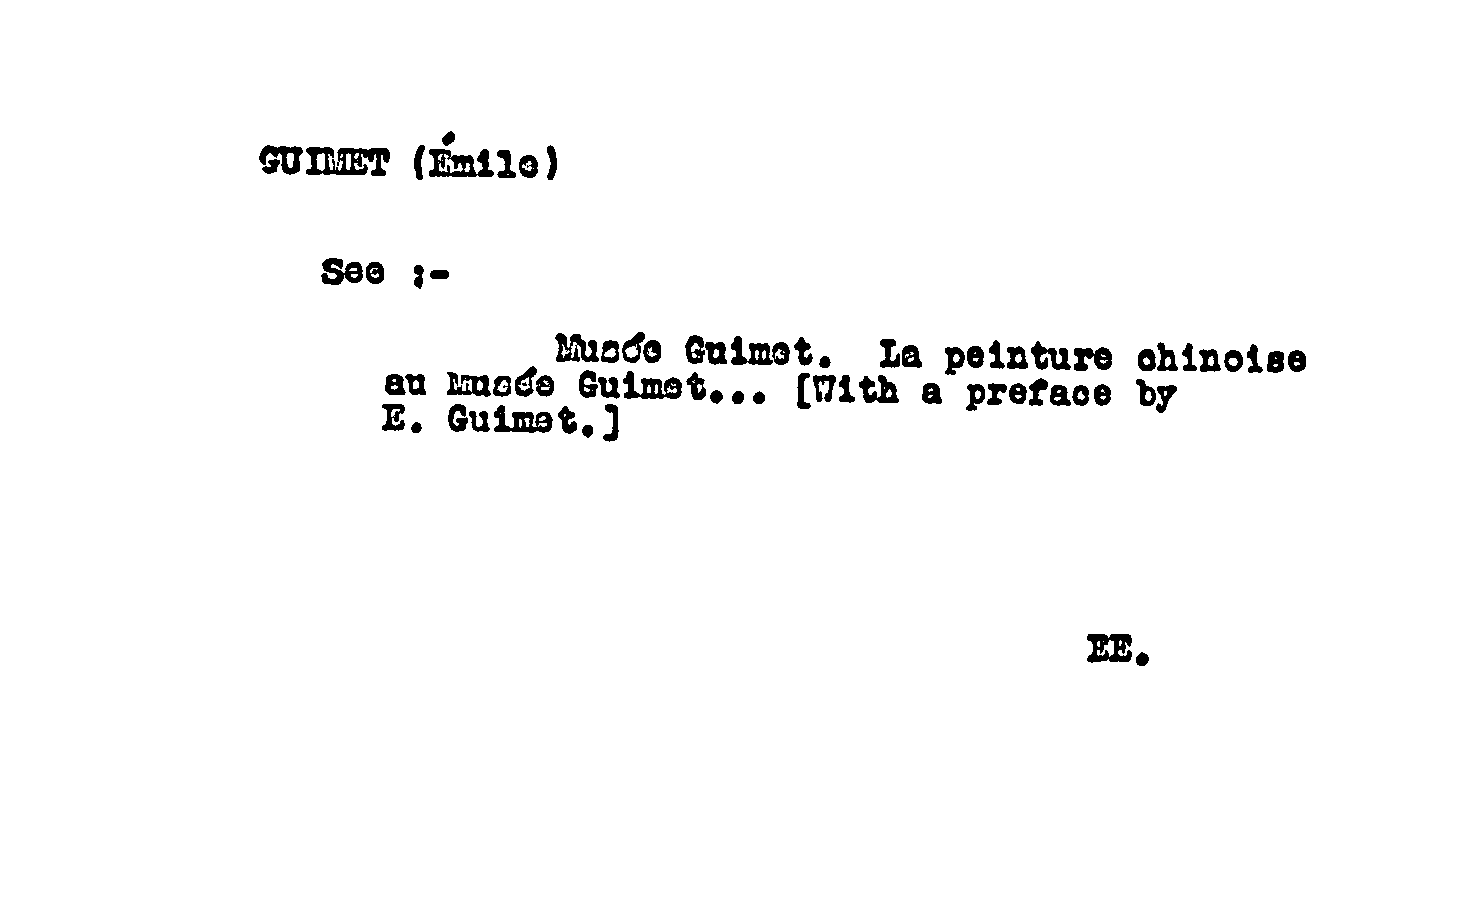 GUIMET (Émile)
See :-
Musée Guimet. La peinture chinoise
au Musée Guimet... [With a preface by
E. Guimet.]
EE.